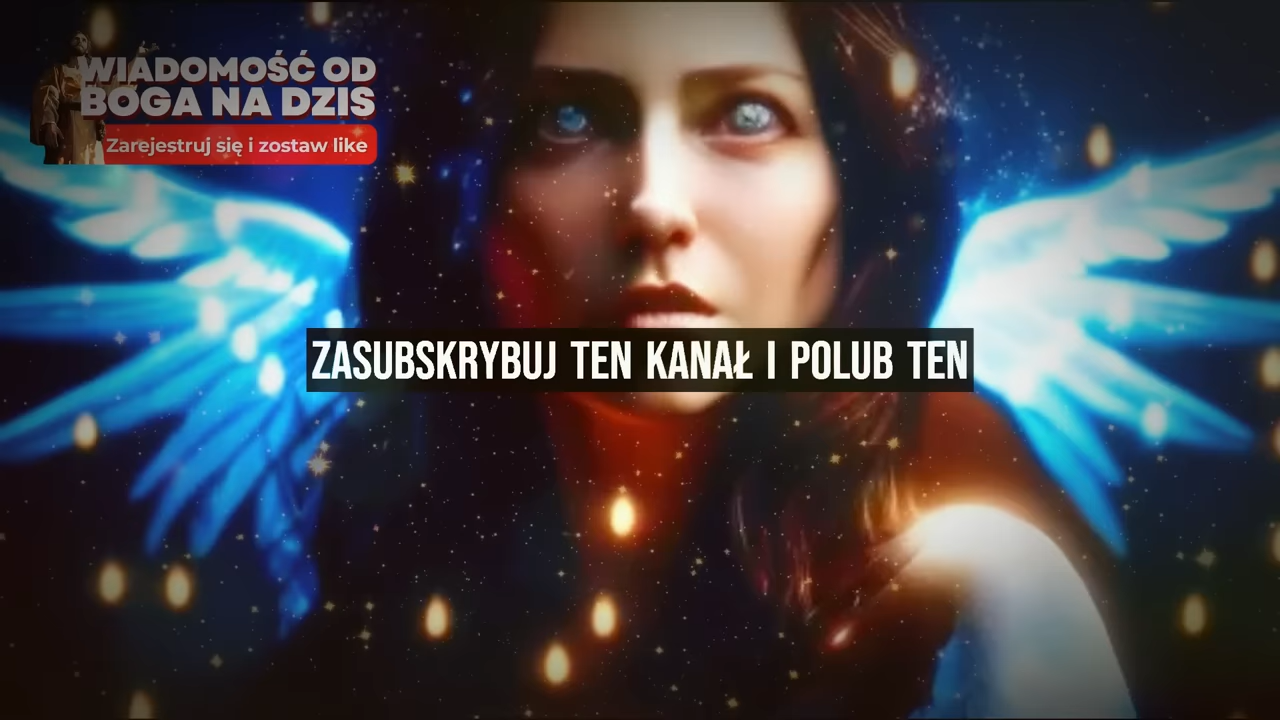 WIADOMOŚĆ OD
BOGA NA DZIS
Zarejestruj się i zostaw like
ZASUBSKRYBUJ TEN KANAŁ I POLUB TEN